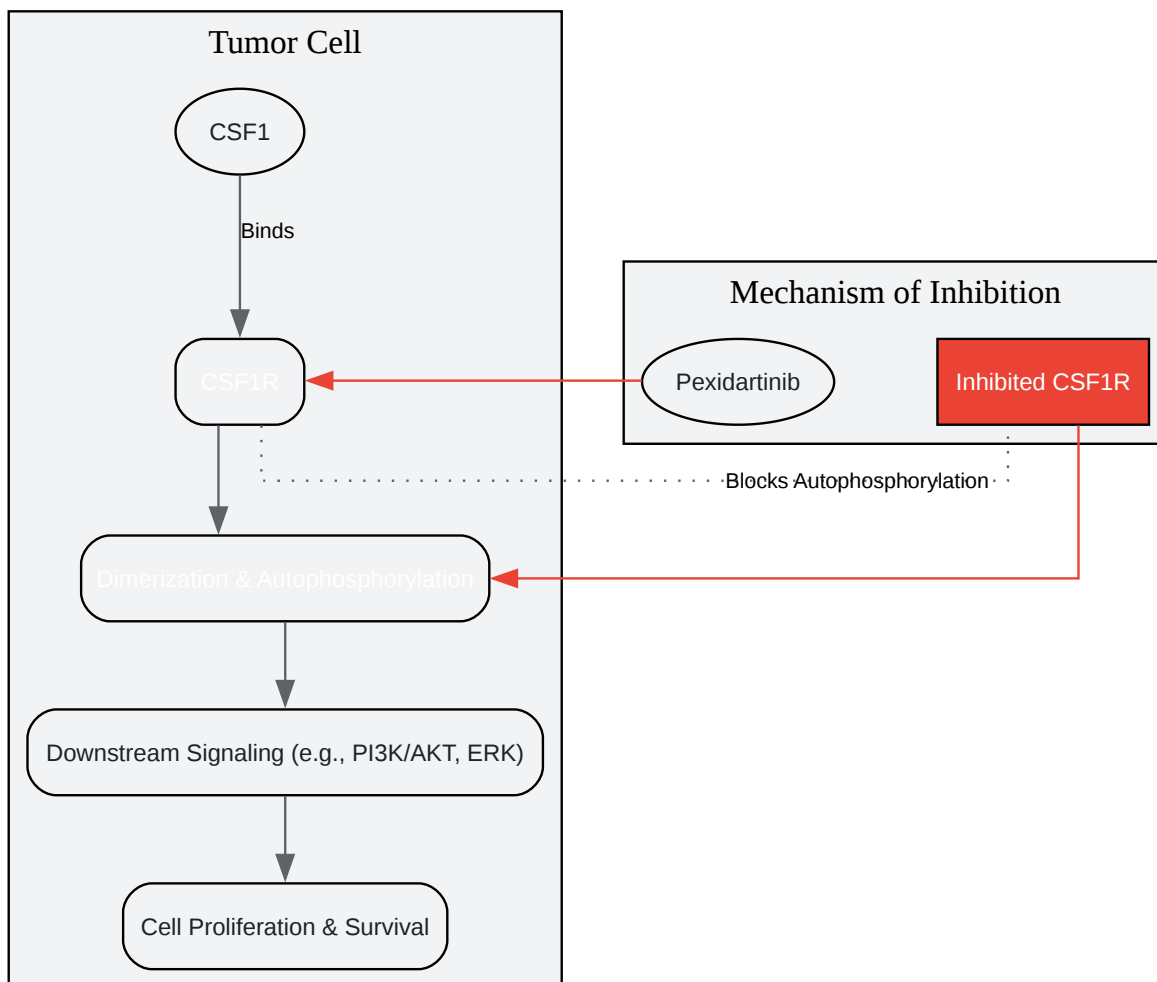 Tumor Cell
CSF1
Binds
Mechanism of Inhibition
CSF1R
Pexidartinib
Inhibited CSF1R
Blocks Autophosphorylation
Dimerization & Autophosphorylation
Downstream Signaling (e.g., PI3K/AKT, ERK)
Cell Proliferation & Survival